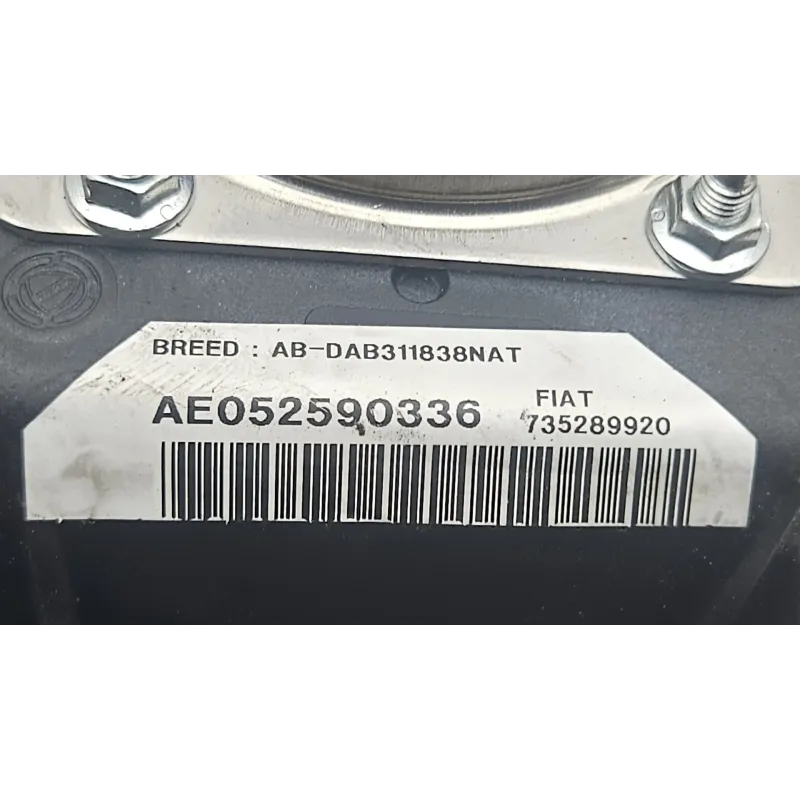 BREED : AB-DAB311838NAT
AE052590336
FIAT
735289920